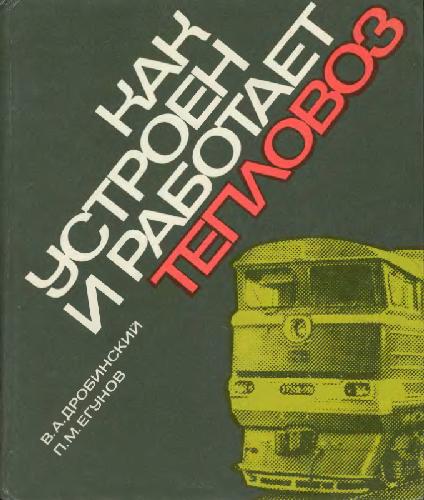 КАК
УСТРОЕН
И РАБОТАЕТ
ТЕПЛОВОЗ
В.А.ДРОБИНСКИЙ
П.М.ЕГУНОВ